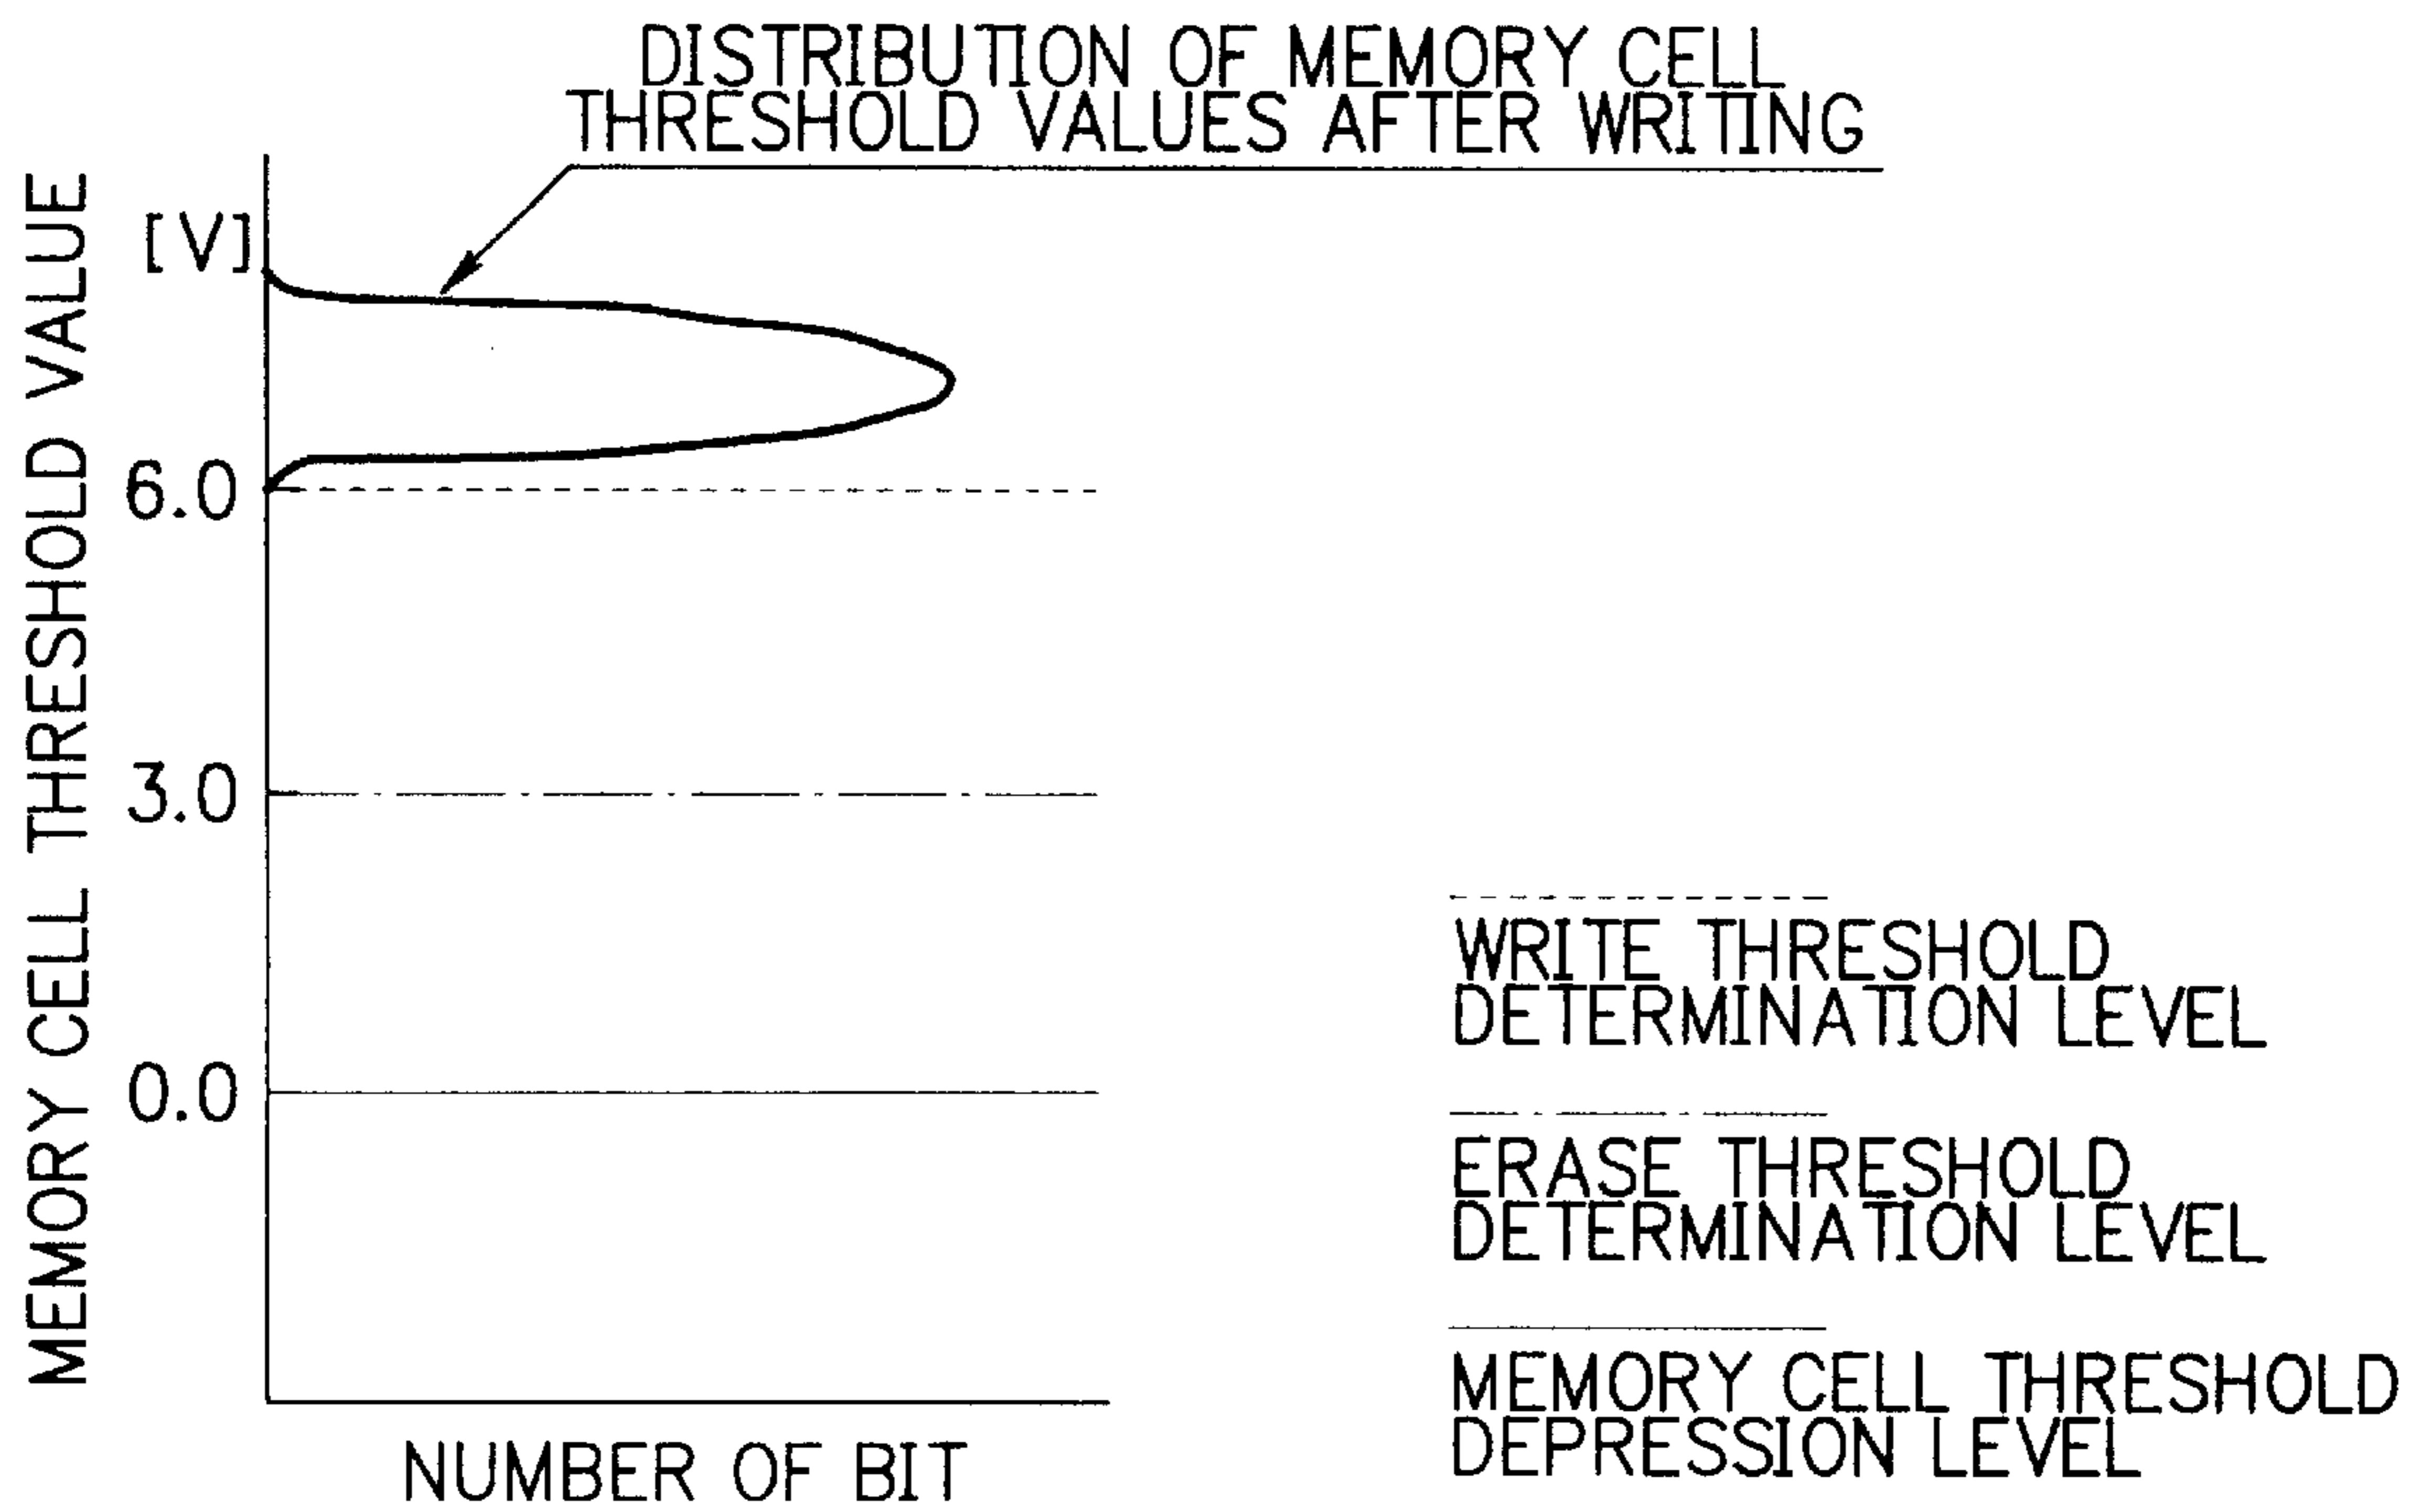 DISTRIBUTION OF MEMORY CELL
THRESHOLD VALUES AFTER WRITING
MEMORY CELL THRESHOLD VALUE
[V]
6.0
3.0
0.0
NUMBER OF BIT
WRITE THRESHOLD
DETERMINATION LEVEL
ERASE THRESHOLD
DETERMINATION LEVEL
MEMORY CELL THRESHOLD
DEPRESSION LEVEL